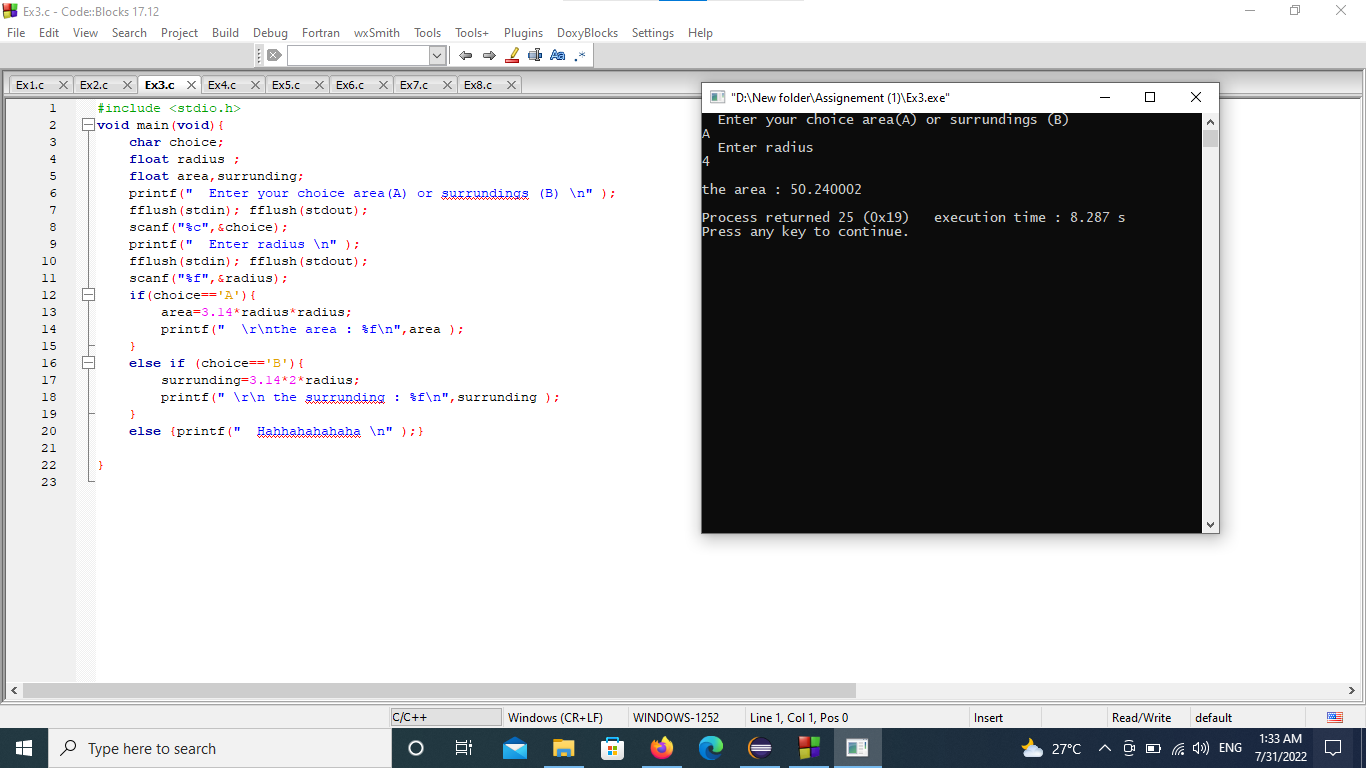 Ex3.c - Code::Blocks 17.12
File Edit View Search Project Build Debug Fortran wxSmith Tools Tools+ Plugins DoxyBlocks Settings Help
Aa .*
Ex1.c Ex2.c Ex3.c Ex4.c Ex5.c Ex6.c Ex7.c Ex8.c
1 #include <stdio.h>
2 void main(void){
3 char choice;
4 float radius ;
5 float area,surrunding;
6 printf("  Enter your choice area(A) or surrundings (B) \n" );
7 fflush(stdin); fflush(stdout);
8 scanf("%c",&choice);
9 printf("  Enter radius \n" );
10 fflush(stdin); fflush(stdout);
11 scanf("%f",&radius);
12 if(choice=='A'){
13 area=3.14*radius*radius;
14 printf("  \r\nthe area : %f\n",area );
15 }
16 else if (choice=='B'){
17 surrunding=3.14*2*radius;
18 printf(" \r\n the surrunding : %f\n",surrunding );
19 }
20 else {printf("  Hahhahahahaha \n" );}
21
22 }
23
"D:\New folder\Assignement (1)\Ex3.exe"
Enter your choice area(A) or surrundings (B)
A
Enter radius
4
the area : 50.240002
Process returned 25 (0x19)   execution time : 8.287 s
Press any key to continue.
C/C++ Windows (CR+LF) WINDOWS-1252 Line 1, Col 1, Pos 0 Insert Read/Write default
Type here to search
27°C ENG
1:33 AM
7/31/2022